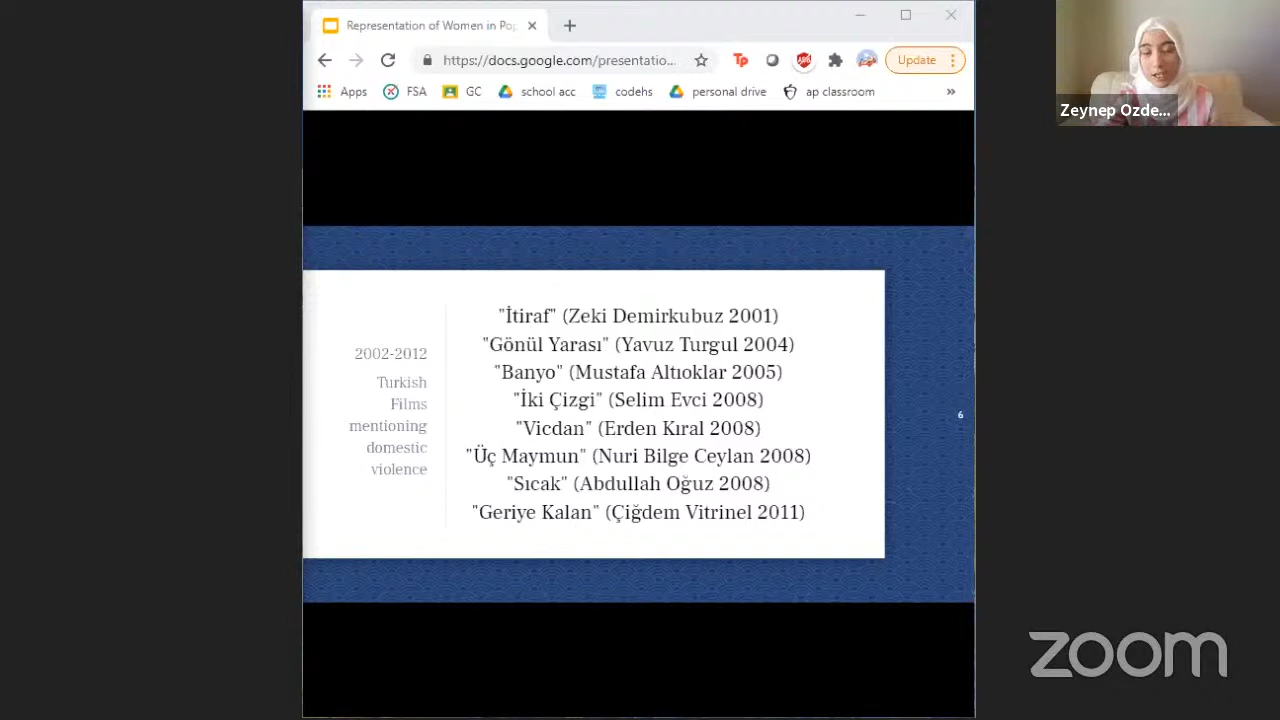 Representation of Women in Pop
https://docs.google.com/presentatio...
Update
Apps
FSA
GC
school acc
codehs
personal drive
ap classroom
»
Zeynep Ozde...
2002-2012
Turkish
Films
mentioning
domestic
violence
"İtiraf" (Zeki Demirkubuz 2001)
"Gönül Yarası" (Yavuz Turgul 2004)
"Banyo" (Mustafa Altıoklar 2005)
"İki Çizgi" (Selim Evci 2008)
"Vicdan" (Erden Kıral 2008)
"Üç Maymun" (Nuri Bilge Ceylan 2008)
"Sıcak" (Abdullah Oğuz 2008)
"Geriye Kalan" (Çiğdem Vitrinel 2011)
6
zoom